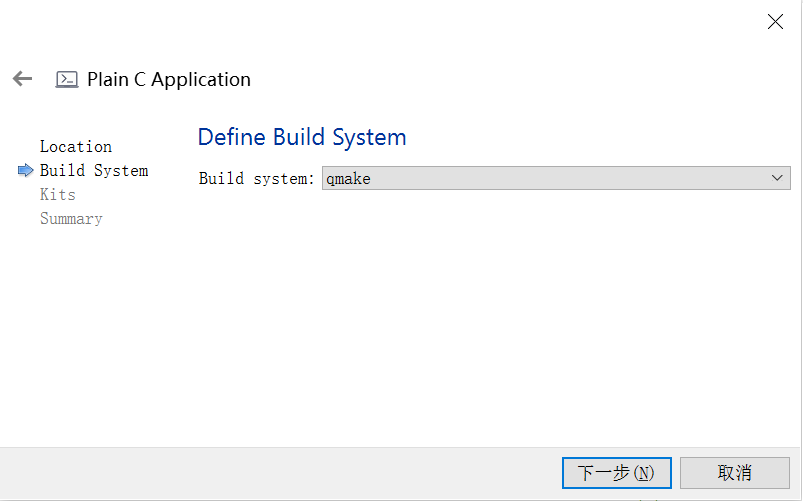 Plain C Application
Location
Build System
Kits
Summary
Define Build System
Build system: qmake
下一步(N)
取消